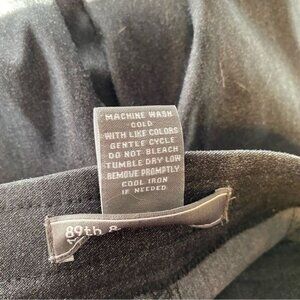 MACHINE WASH
COLD
WITH LIKE COLORS
GENTLE CYCLE
DO NOT BLEACH
TUMBLE DRY LOW
REMOVE PROMPTLY
COOL IRON
IF NEEDED
89th &